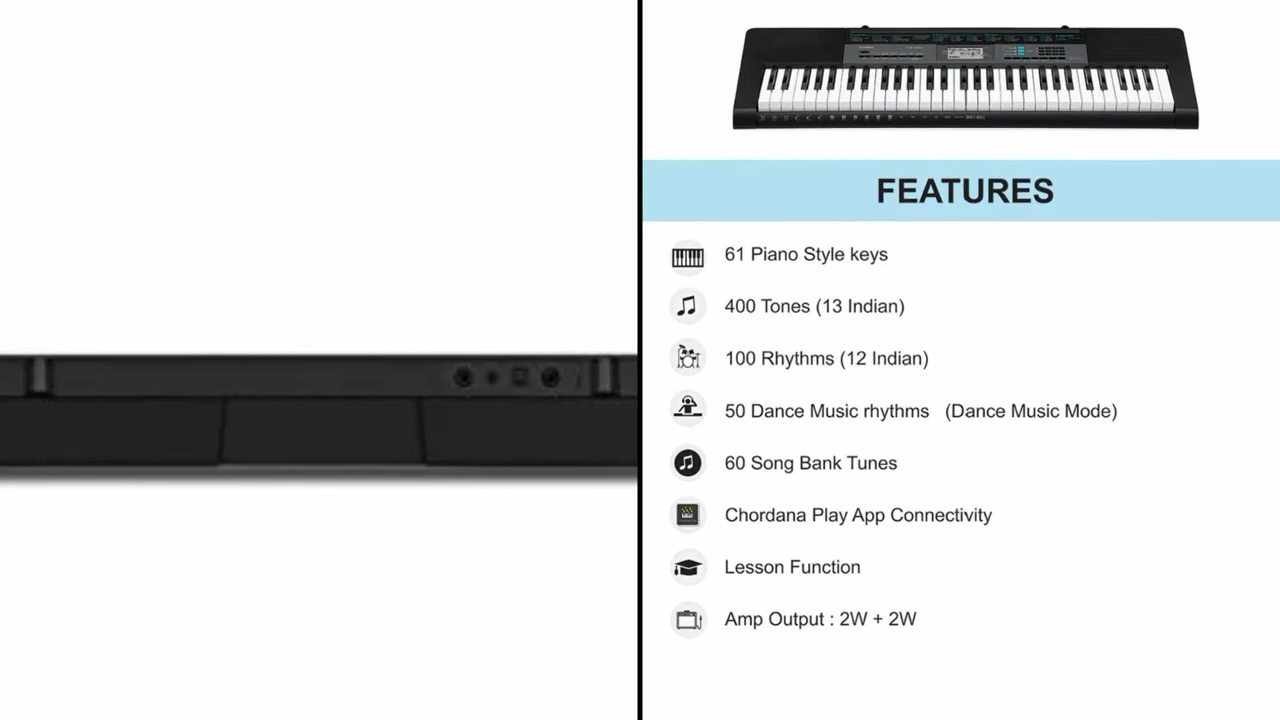 FEATURES
61 Piano Style keys
400 Tones (13 Indian)
100 Rhythms (12 Indian)
50 Dance Music rhythms (Dance Music Mode)
60 Song Bank Tunes
Chordana Play App Connectivity
Lesson Function
Amp Output : 2W + 2W